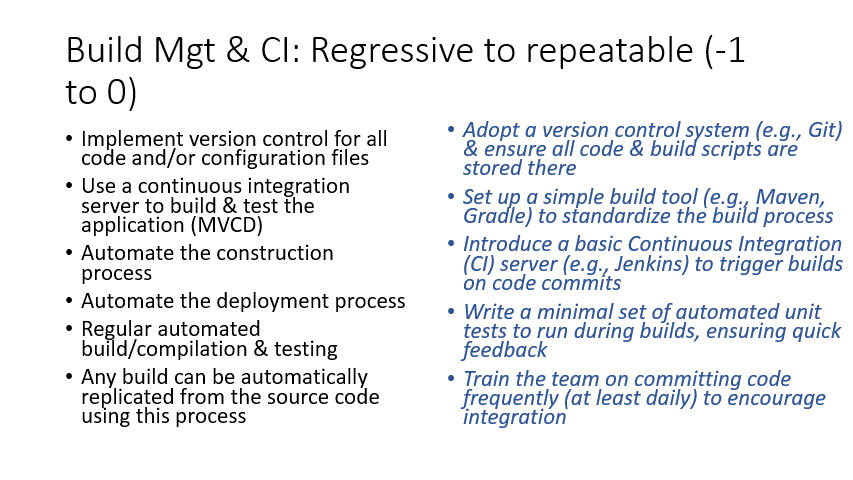 Build Mgt & CI: Regressive to repeatable (-1
to 0)
• Implement version control for all
code and/or configuration files
• Use a continuous integration
server to build & test the
application (MVCD)
• Automate the construction
process
• Automate the deployment process
• Regular automated
build/compilation & testing
• Any build can be automatically
replicated from the source code
using this process
• Adopt a version control system (e.g., Git)
& ensure all code & build scripts are
stored there
• Set up a simple build tool (e.g., Maven,
Gradle) to standardize the build process
• Introduce a basic Continuous Integration
(CI) server (e.g., Jenkins) to trigger builds
on code commits
• Write a minimal set of automated unit
tests to run during builds, ensuring quick
feedback
• Train the team on committing code
frequently (at least daily) to encourage
integration